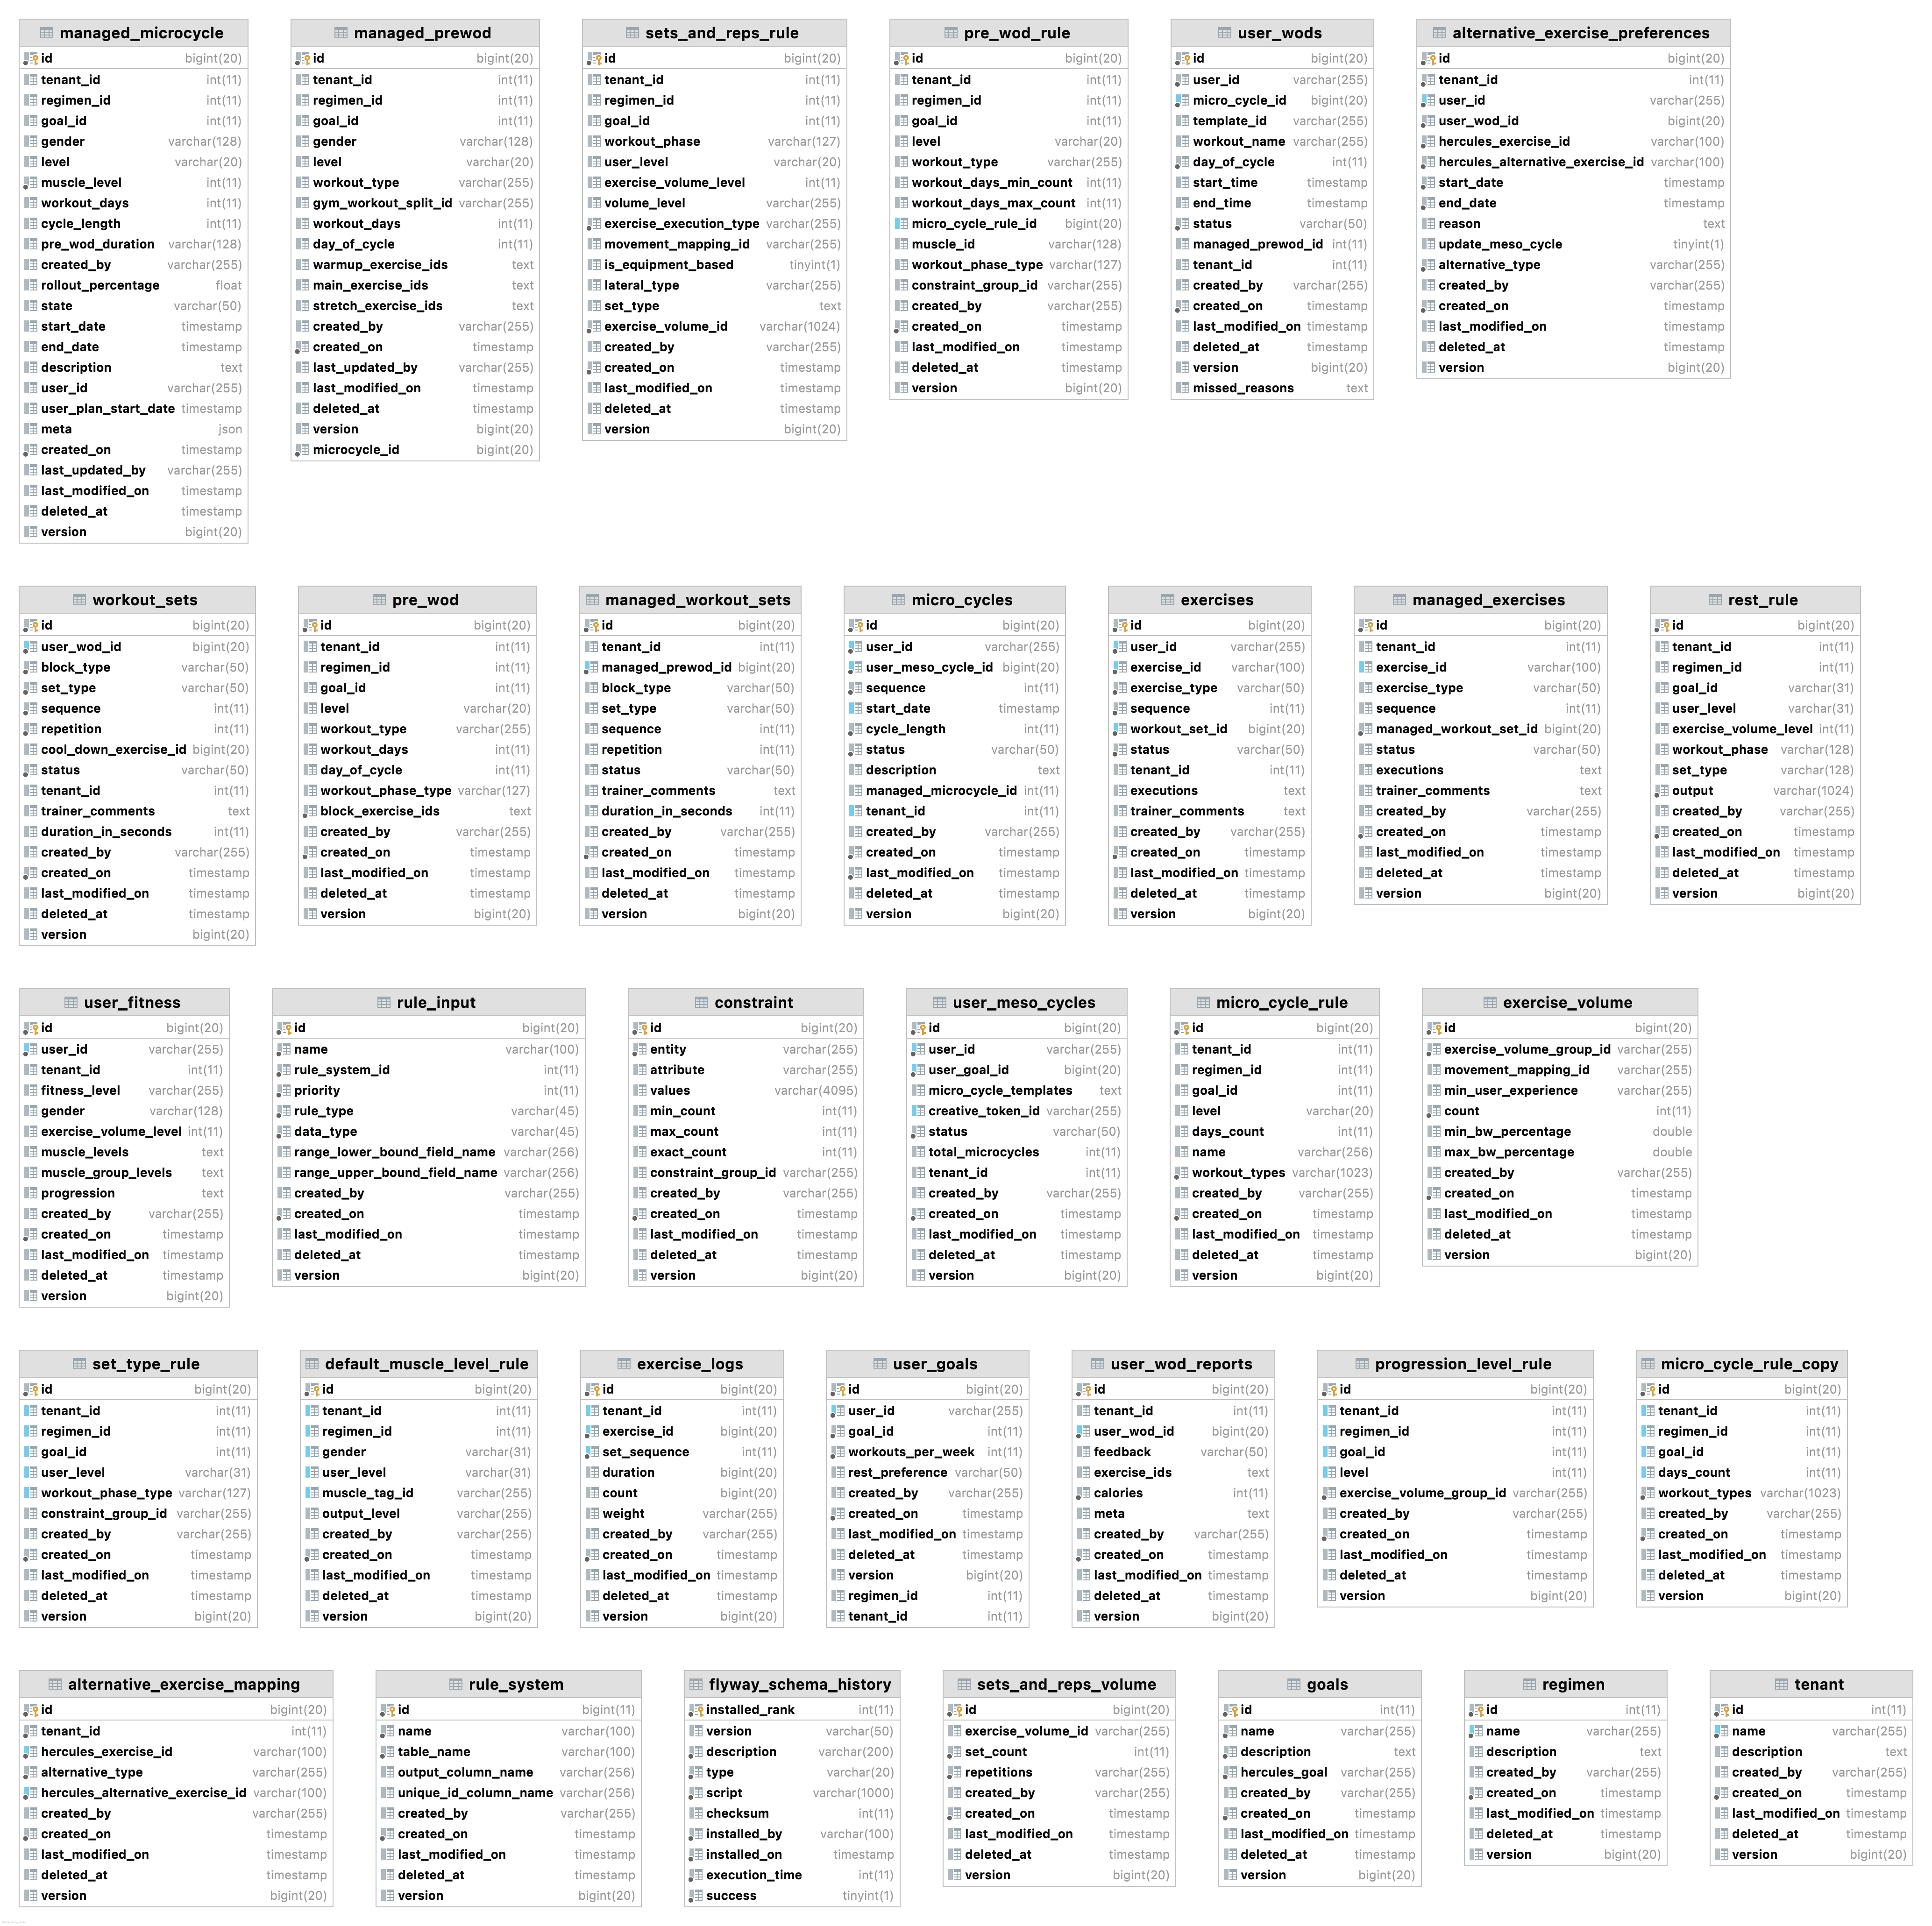 managed_microcycle
id bigint(20)
tenant_id int(11)
regimen_id int(11)
goal_id int(11)
gender varchar(128)
level varchar(20)
muscle_level int(11)
workout_days int(11)
cycle_length int(11)
pre_wod_duration varchar(128)
created_by varchar(255)
rollout_percentage float
state varchar(50)
start_date timestamp
end_date timestamp
description text
user_id varchar(255)
user_plan_start_date timestamp
meta json
created_on timestamp
last_updated_by varchar(255)
last_modified_on timestamp
deleted_at timestamp
version bigint(20)
managed_prewod
id bigint(20)
tenant_id int(11)
regimen_id int(11)
goal_id int(11)
gender varchar(128)
level varchar(20)
workout_type varchar(255)
gym_workout_split_id varchar(255)
workout_days int(11)
day_of_cycle int(11)
warmup_exercise_ids text
main_exercise_ids text
stretch_exercise_ids text
created_by varchar(255)
created_on timestamp
last_updated_by varchar(255)
last_modified_on timestamp
deleted_at timestamp
version bigint(20)
microcycle_id bigint(20)
sets_and_reps_rule
id bigint(20)
tenant_id int(11)
regimen_id int(11)
goal_id int(11)
workout_phase varchar(127)
user_level varchar(20)
exercise_volume_level int(11)
volume_level varchar(255)
exercise_execution_type varchar(255)
movement_mapping_id varchar(255)
is_equipment_based tinyint(1)
lateral_type varchar(255)
set_type text
exercise_volume_id varchar(1024)
created_by varchar(255)
created_on timestamp
last_modified_on timestamp
deleted_at timestamp
version bigint(20)
pre_wod_rule
id bigint(20)
tenant_id int(11)
regimen_id int(11)
goal_id int(11)
level varchar(20)
workout_type varchar(255)
workout_days_min_count int(11)
workout_days_max_count int(11)
micro_cycle_rule_id bigint(20)
muscle_id varchar(128)
workout_phase_type varchar(127)
constraint_group_id varchar(255)
created_by varchar(255)
created_on timestamp
last_modified_on timestamp
deleted_at timestamp
version bigint(20)
user_wods
id bigint(20)
user_id varchar(255)
micro_cycle_id bigint(20)
template_id varchar(255)
workout_name varchar(255)
day_of_cycle int(11)
start_time timestamp
end_time timestamp
status varchar(50)
managed_prewod_id int(11)
tenant_id int(11)
created_by varchar(255)
created_on timestamp
last_modified_on timestamp
deleted_at timestamp
version bigint(20)
missed_reasons text
alternative_exercise_preferences
id bigint(20)
tenant_id int(11)
user_id varchar(255)
user_wod_id bigint(20)
hercules_exercise_id varchar(100)
hercules_alternative_exercise_id varchar(100)
start_date timestamp
end_date timestamp
reason text
update_meso_cycle tinyint(1)
alternative_type varchar(255)
created_by varchar(255)
created_on timestamp
last_modified_on timestamp
deleted_at timestamp
version bigint(20)
workout_sets
id bigint(20)
user_wod_id bigint(20)
block_type varchar(50)
set_type varchar(50)
sequence int(11)
repetition int(11)
cool_down_exercise_id bigint(20)
status varchar(50)
tenant_id int(11)
trainer_comments text
duration_in_seconds int(11)
created_by varchar(255)
created_on timestamp
last_modified_on timestamp
deleted_at timestamp
version bigint(20)
pre_wod
id bigint(20)
tenant_id int(11)
regimen_id int(11)
goal_id int(11)
level varchar(20)
workout_type varchar(255)
workout_days int(11)
day_of_cycle int(11)
workout_phase_type varchar(127)
block_exercise_ids text
created_by varchar(255)
created_on timestamp
last_modified_on timestamp
deleted_at timestamp
version bigint(20)
managed_workout_sets
id bigint(20)
tenant_id int(11)
managed_prewod_id bigint(20)
block_type varchar(50)
set_type varchar(50)
sequence int(11)
repetition int(11)
status varchar(50)
trainer_comments text
duration_in_seconds int(11)
created_by varchar(255)
created_on timestamp
last_modified_on timestamp
deleted_at timestamp
version bigint(20)
micro_cycles
id bigint(20)
user_id varchar(255)
user_meso_cycle_id bigint(20)
sequence int(11)
start_date timestamp
cycle_length int(11)
status varchar(50)
description text
managed_microcycle_id int(11)
tenant_id int(11)
created_by varchar(255)
created_on timestamp
last_modified_on timestamp
deleted_at timestamp
version bigint(20)
exercises
id bigint(20)
user_id varchar(255)
exercise_id varchar(100)
exercise_type varchar(50)
sequence int(11)
workout_set_id bigint(20)
status varchar(50)
tenant_id int(11)
executions text
trainer_comments text
created_by varchar(255)
created_on timestamp
last_modified_on timestamp
deleted_at timestamp
version bigint(20)
managed_exercises
id bigint(20)
tenant_id int(11)
exercise_id varchar(100)
exercise_type varchar(50)
sequence int(11)
managed_workout_set_id bigint(20)
status varchar(50)
executions text
trainer_comments text
created_by varchar(255)
created_on timestamp
last_modified_on timestamp
deleted_at timestamp
version bigint(20)
rest_rule
id bigint(20)
tenant_id int(11)
regimen_id int(11)
goal_id varchar(31)
user_level varchar(31)
exercise_volume_level int(11)
workout_phase varchar(128)
set_type varchar(128)
output varchar(1024)
created_by varchar(255)
created_on timestamp
last_modified_on timestamp
deleted_at timestamp
version bigint(20)
user_fitness
id bigint(20)
user_id varchar(255)
tenant_id int(11)
fitness_level varchar(255)
gender varchar(128)
exercise_volume_level int(11)
muscle_levels text
muscle_group_levels text
progression text
created_by varchar(255)
created_on timestamp
last_modified_on timestamp
deleted_at timestamp
version bigint(20)
rule_input
id bigint(20)
name varchar(100)
rule_system_id int(11)
priority int(11)
rule_type varchar(45)
data_type varchar(45)
range_lower_bound_field_name varchar(256)
range_upper_bound_field_name varchar(256)
created_by varchar(255)
created_on timestamp
last_modified_on timestamp
deleted_at timestamp
version bigint(20)
constraint
id bigint(20)
entity varchar(255)
attribute varchar(255)
values varchar(4095)
min_count int(11)
max_count int(11)
exact_count int(11)
constraint_group_id varchar(255)
created_by varchar(255)
created_on timestamp
last_modified_on timestamp
deleted_at timestamp
version bigint(20)
user_meso_cycles
id bigint(20)
user_id varchar(255)
user_goal_id bigint(20)
micro_cycle_templates text
creative_token_id varchar(255)
status varchar(50)
total_microcycles int(11)
tenant_id int(11)
created_by varchar(255)
created_on timestamp
last_modified_on timestamp
deleted_at timestamp
version bigint(20)
micro_cycle_rule
id bigint(20)
tenant_id int(11)
regimen_id int(11)
goal_id int(11)
level varchar(20)
days_count int(11)
name varchar(256)
workout_types varchar(1023)
created_by varchar(255)
created_on timestamp
last_modified_on timestamp
deleted_at timestamp
version bigint(20)
exercise_volume
id bigint(20)
exercise_volume_group_id varchar(255)
movement_mapping_id varchar(255)
min_user_experience varchar(255)
count int(11)
min_bw_percentage double
max_bw_percentage double
created_by varchar(255)
created_on timestamp
last_modified_on timestamp
deleted_at timestamp
version bigint(20)
set_type_rule
id bigint(20)
tenant_id int(11)
regimen_id int(11)
goal_id int(11)
user_level varchar(31)
workout_phase_type varchar(127)
constraint_group_id varchar(255)
created_by varchar(255)
created_on timestamp
last_modified_on timestamp
deleted_at timestamp
version bigint(20)
default_muscle_level_rule
id bigint(20)
tenant_id int(11)
regimen_id int(11)
gender varchar(31)
user_level varchar(31)
muscle_tag_id varchar(255)
output_level varchar(255)
created_by varchar(255)
created_on timestamp
last_modified_on timestamp
deleted_at timestamp
version bigint(20)
exercise_logs
id bigint(20)
tenant_id int(11)
exercise_id bigint(20)
set_sequence int(11)
duration bigint(20)
count bigint(20)
weight varchar(255)
created_by varchar(255)
created_on timestamp
last_modified_on timestamp
deleted_at timestamp
version bigint(20)
user_goals
id bigint(20)
user_id varchar(255)
goal_id int(11)
workouts_per_week int(11)
rest_preference varchar(50)
created_by varchar(255)
created_on timestamp
last_modified_on timestamp
deleted_at timestamp
version bigint(20)
regimen_id int(11)
tenant_id int(11)
user_wod_reports
id bigint(20)
tenant_id int(11)
user_wod_id bigint(20)
feedback varchar(50)
exercise_ids text
calories int(11)
meta text
created_by varchar(255)
created_on timestamp
last_modified_on timestamp
deleted_at timestamp
version bigint(20)
progression_level_rule
id bigint(20)
tenant_id int(11)
regimen_id int(11)
goal_id int(11)
level int(11)
exercise_volume_group_id varchar(255)
created_by varchar(255)
created_on timestamp
last_modified_on timestamp
deleted_at timestamp
version bigint(20)
micro_cycle_rule_copy
id bigint(20)
tenant_id int(11)
regimen_id int(11)
goal_id int(11)
days_count int(11)
workout_types varchar(1023)
created_by varchar(255)
created_on timestamp
last_modified_on timestamp
deleted_at timestamp
version bigint(20)
alternative_exercise_mapping
id bigint(20)
tenant_id int(11)
hercules_exercise_id varchar(100)
alternative_type varchar(255)
hercules_alternative_exercise_id varchar(100)
created_by varchar(255)
created_on timestamp
last_modified_on timestamp
deleted_at timestamp
version bigint(20)
rule_system
id bigint(11)
name varchar(100)
table_name varchar(100)
output_column_name varchar(256)
unique_id_column_name varchar(256)
created_by varchar(255)
created_on timestamp
last_modified_on timestamp
deleted_at timestamp
version bigint(20)
flyway_schema_history
installed_rank int(11)
version varchar(50)
description varchar(200)
type varchar(20)
script varchar(1000)
checksum int(11)
installed_by varchar(100)
installed_on timestamp
execution_time int(11)
success tinyint(1)
sets_and_reps_volume
id bigint(20)
exercise_volume_id varchar(255)
set_count int(11)
repetitions varchar(255)
created_by varchar(255)
created_on timestamp
last_modified_on timestamp
deleted_at timestamp
version bigint(20)
goals
id int(11)
name varchar(255)
description text
hercules_goal varchar(255)
created_by varchar(255)
created_on timestamp
last_modified_on timestamp
deleted_at timestamp
version bigint(20)
regimen
id int(11)
name varchar(255)
description text
created_by varchar(255)
created_on timestamp
last_modified_on timestamp
deleted_at timestamp
version bigint(20)
tenant
id int(11)
name varchar(255)
description text
created_by varchar(255)
created_on timestamp
last_modified_on timestamp
deleted_at timestamp
version bigint(20)